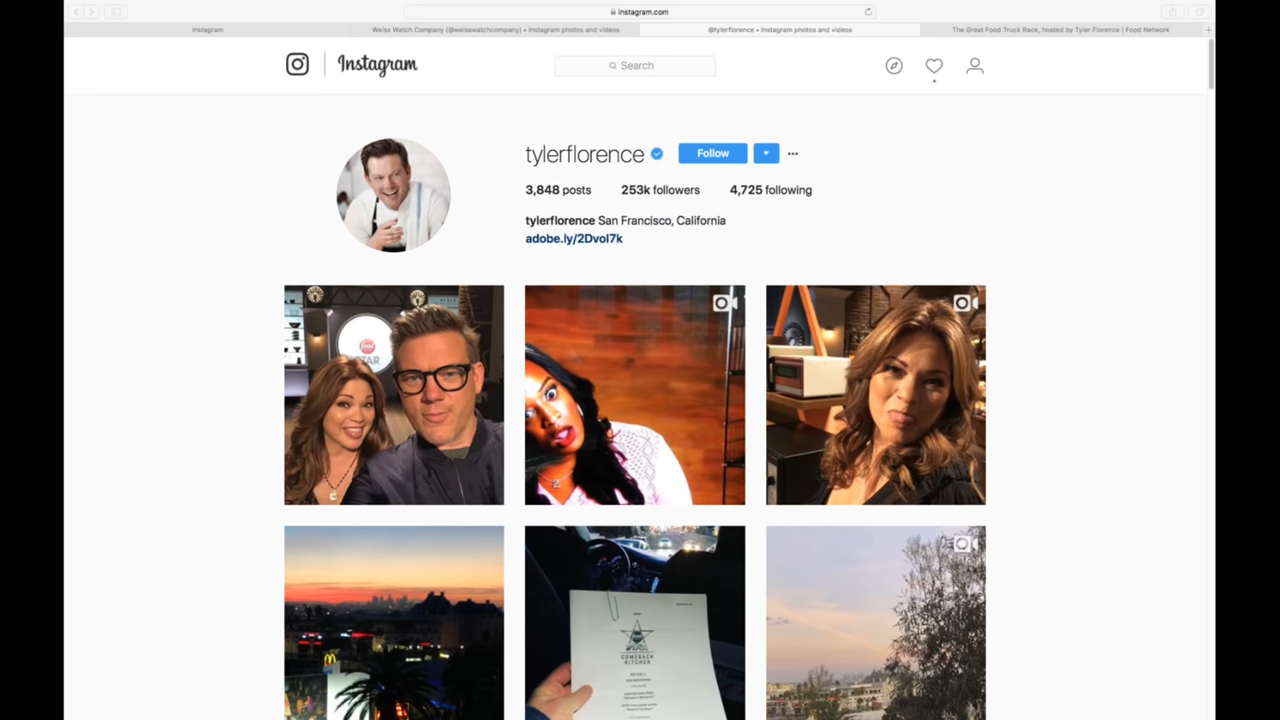 instagram.com
Instagram
Weiss Watch Company (@weisswatchcompany) • Instagram photos and videos
@tylerflorence • Instagram photos and videos
The Great Food Truck Race, hosted by Tyler Florence | Food Network
Instagram
Search
tylerflorence
Follow
3,848 posts
253k followers
4,725 following
tylerflorence San Francisco, California
adobe.ly/2Dvol7k
food
STAR
COMEBACK
KITCHEN